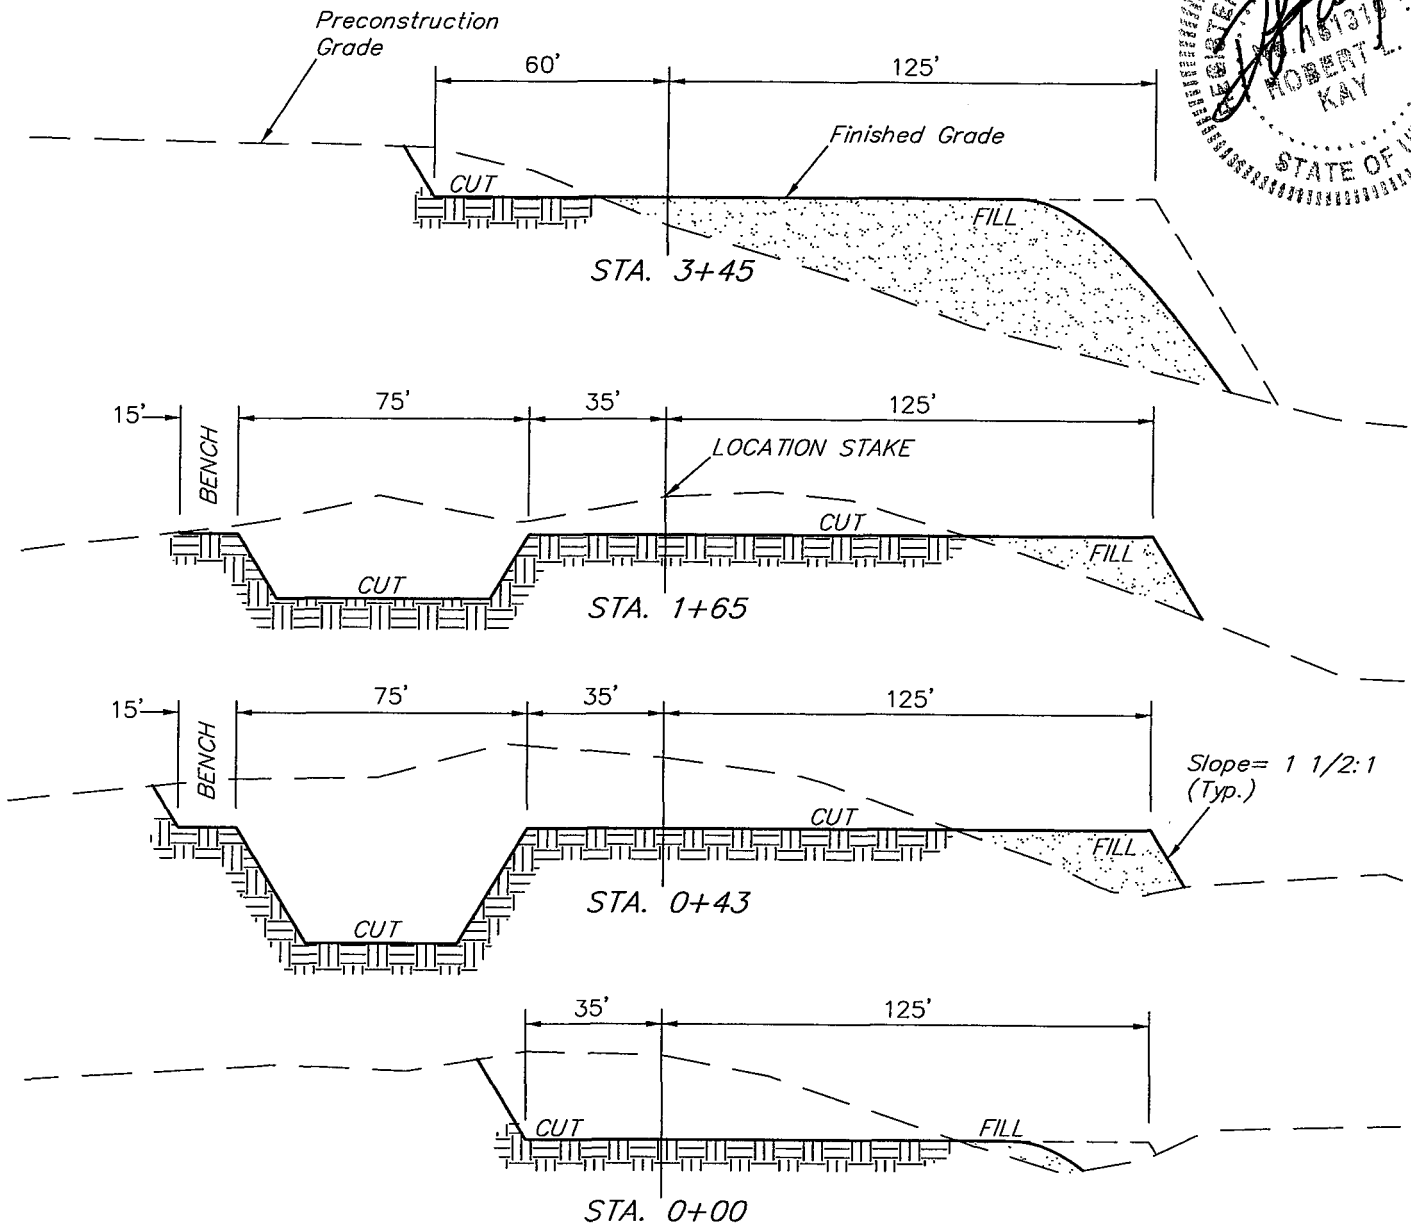 Preconstruction
Grade
60'
125'
Finished Grade
CUT
FILL
STA. 3+45
ROBERT L.
KAY
STATE OF
15'
BENCH
75'
35'
125'
LOCATION STAKE
CUT
CUT
FILL
STA. 1+65
15'
BENCH
75'
35'
125'
Slope= 1 1/2:1
(Typ.)
CUT
CUT
FILL
STA. 0+43
35'
125'
CUT
FILL
STA. 0+00